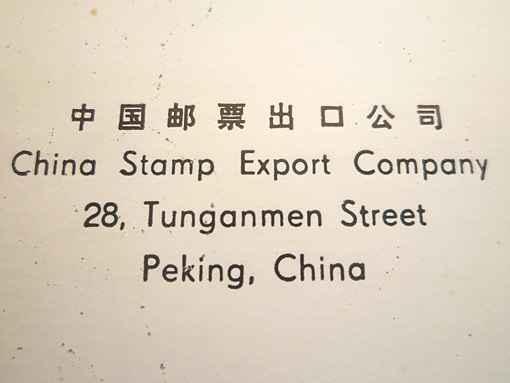 中国邮票出口公司
China Stamp Export Company
28, Tunganmen Street
Peking, China